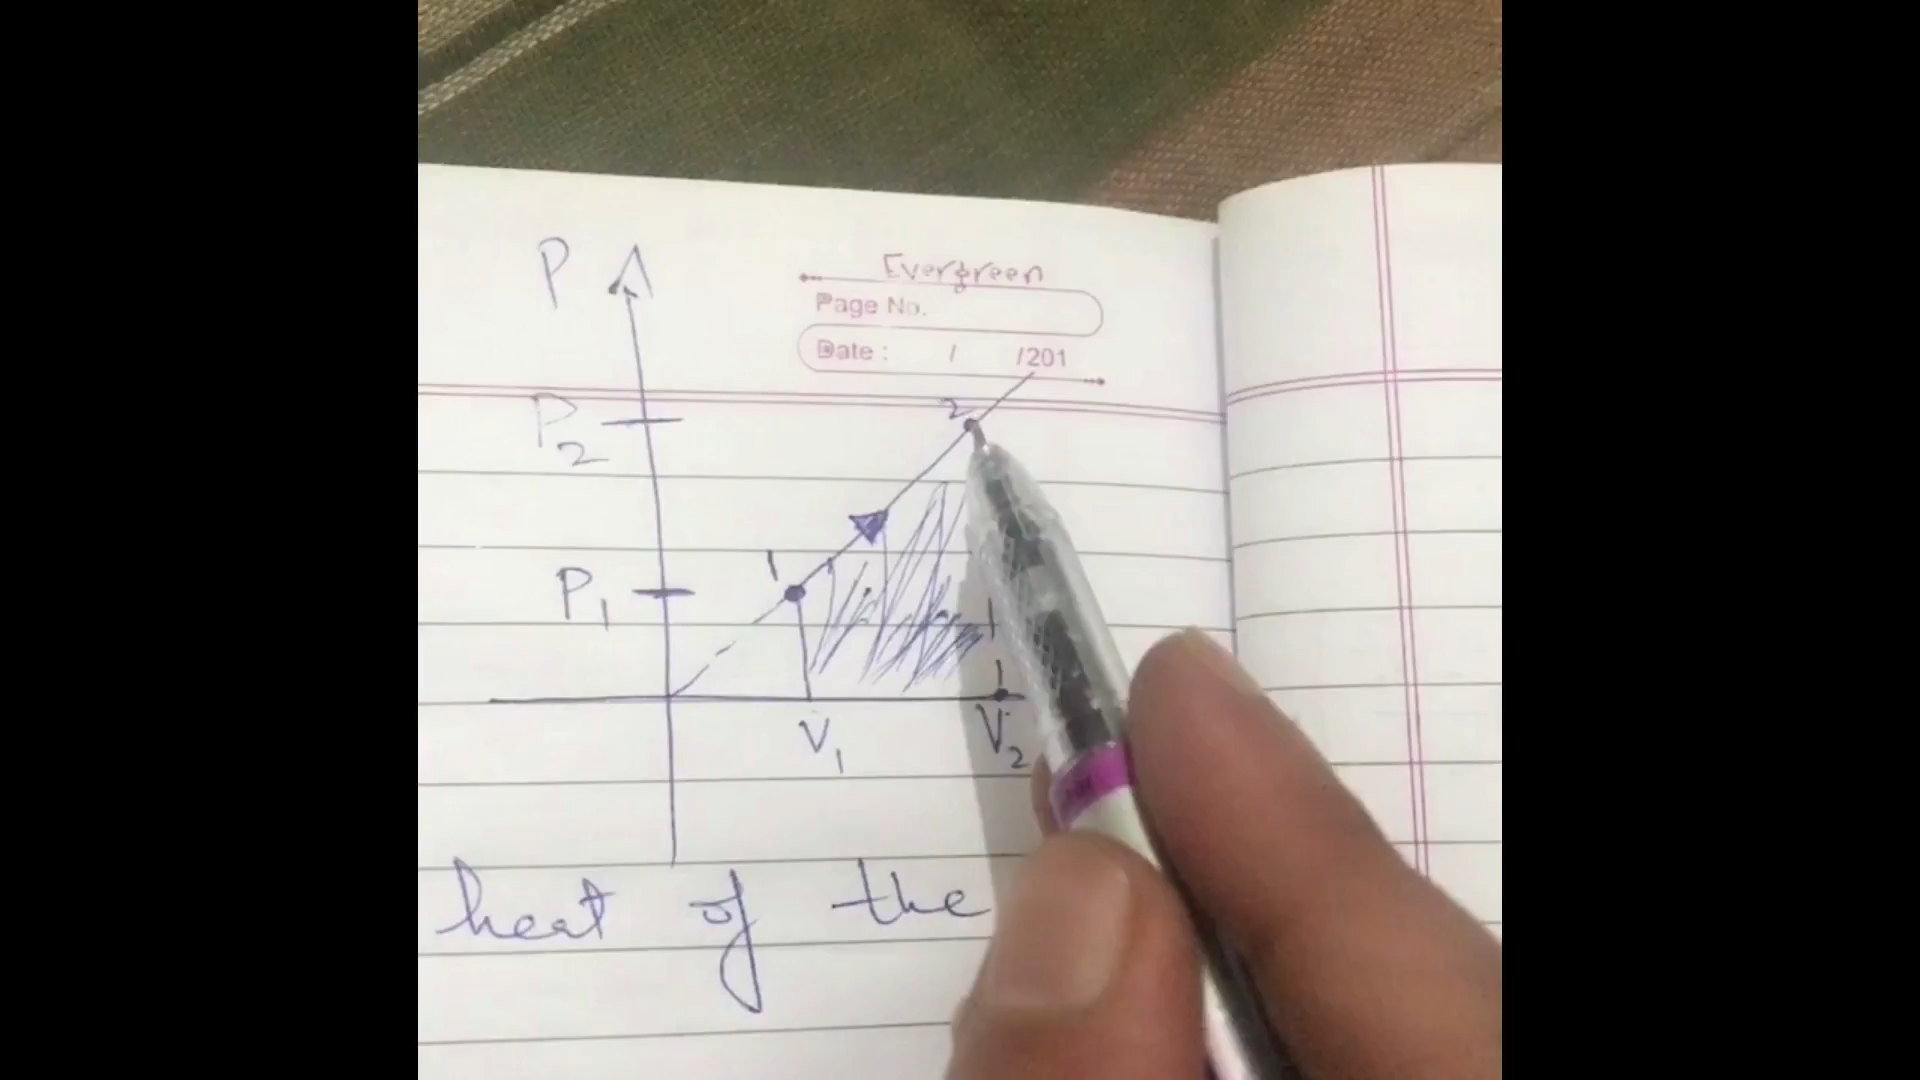 P
Evergreen
Page No.
Date : / /201
P2
2
1
P1
V1
V2
heat of the